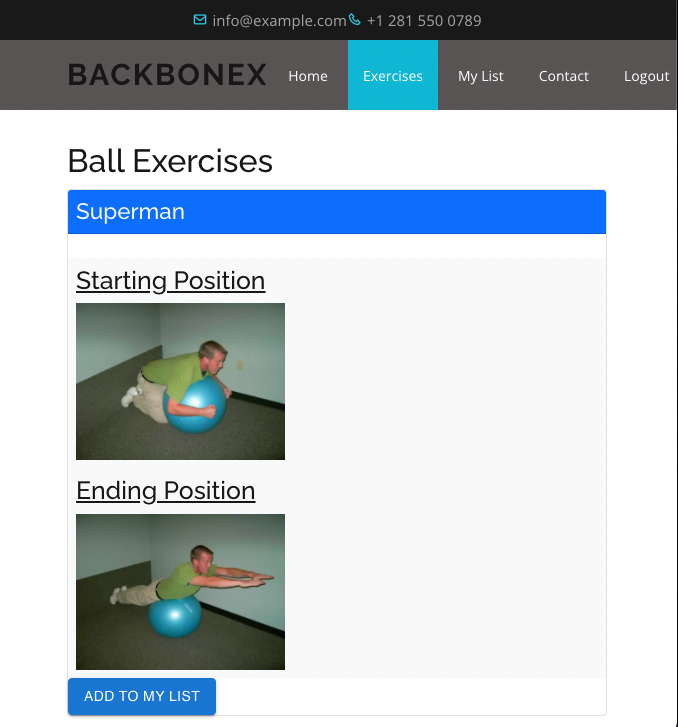 info@example.com +1 281 550 0789
BACKBONEX Home Exercises My List Contact Logout
Ball Exercises
Superman
Starting Position
Ending Position
ADD TO MY LIST